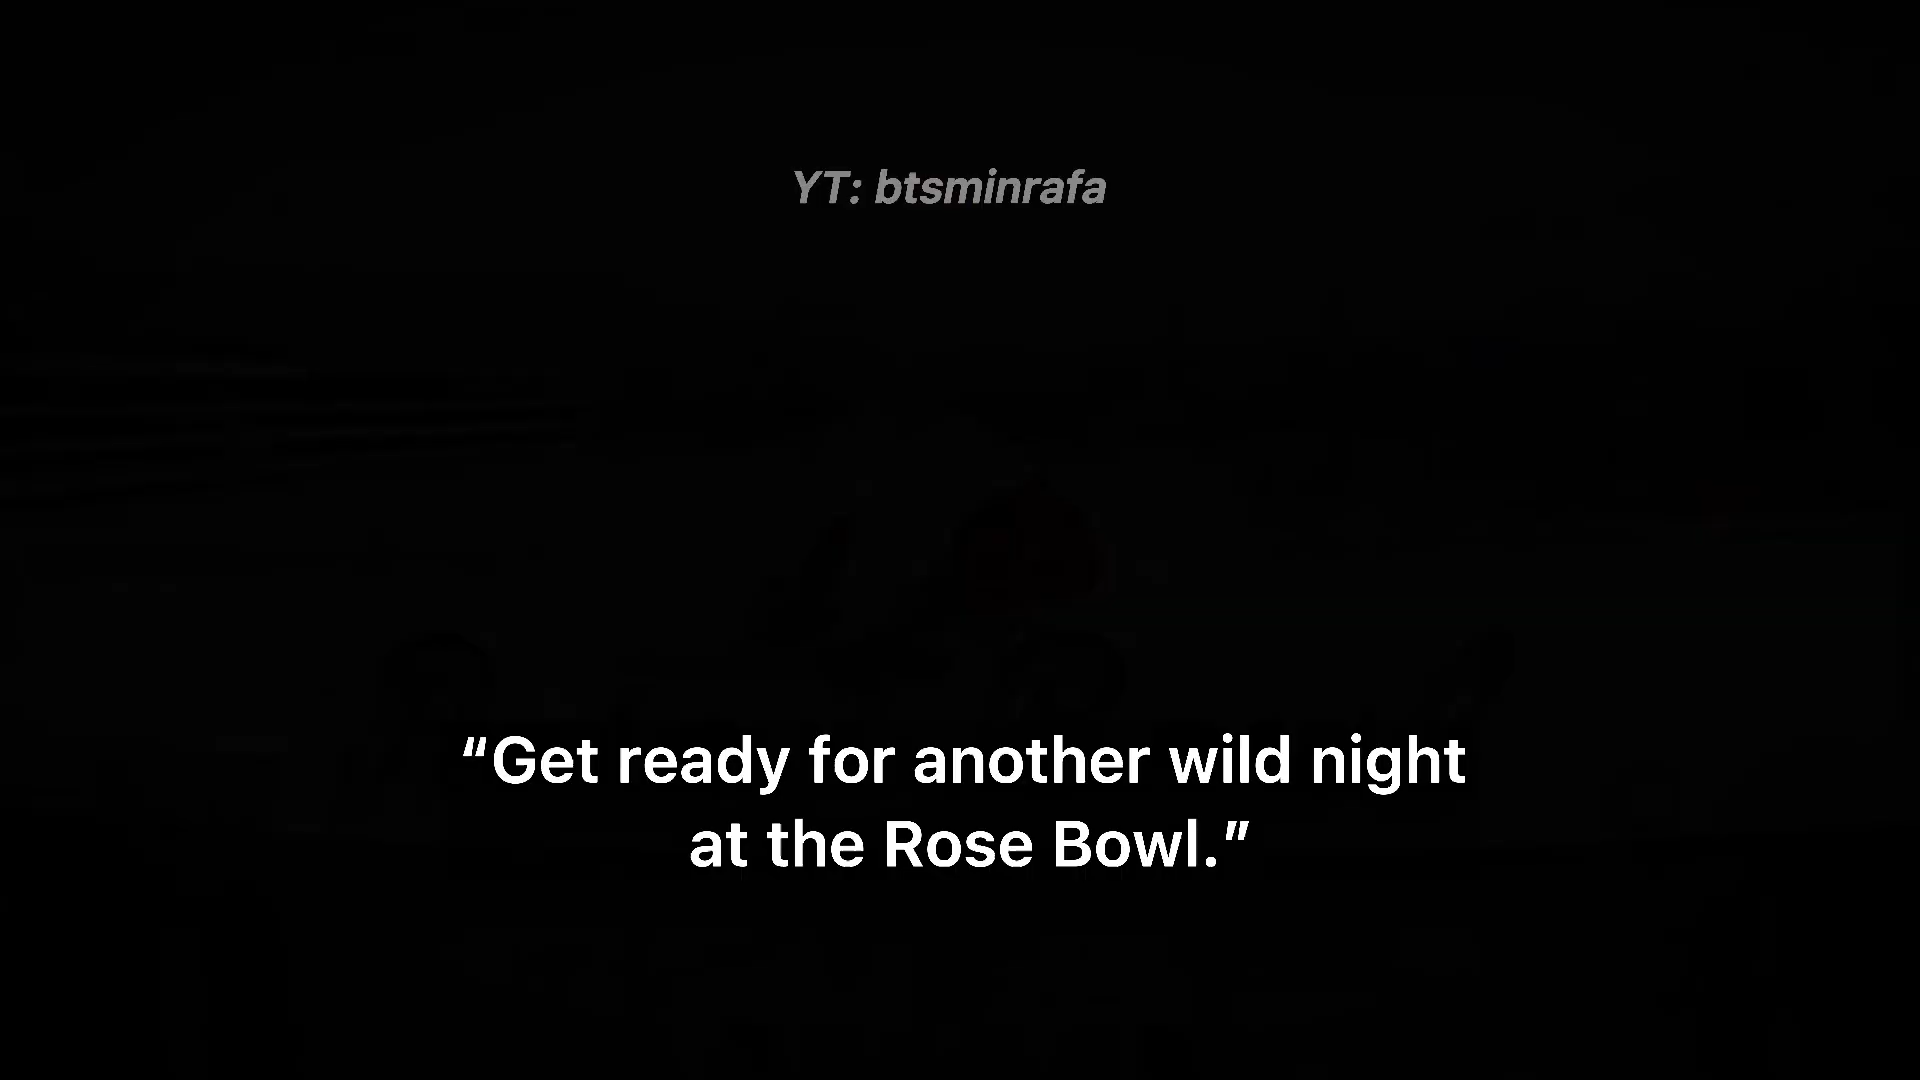 YT: btsminrafa
“Get ready for another wild night
at the Rose Bowl.”